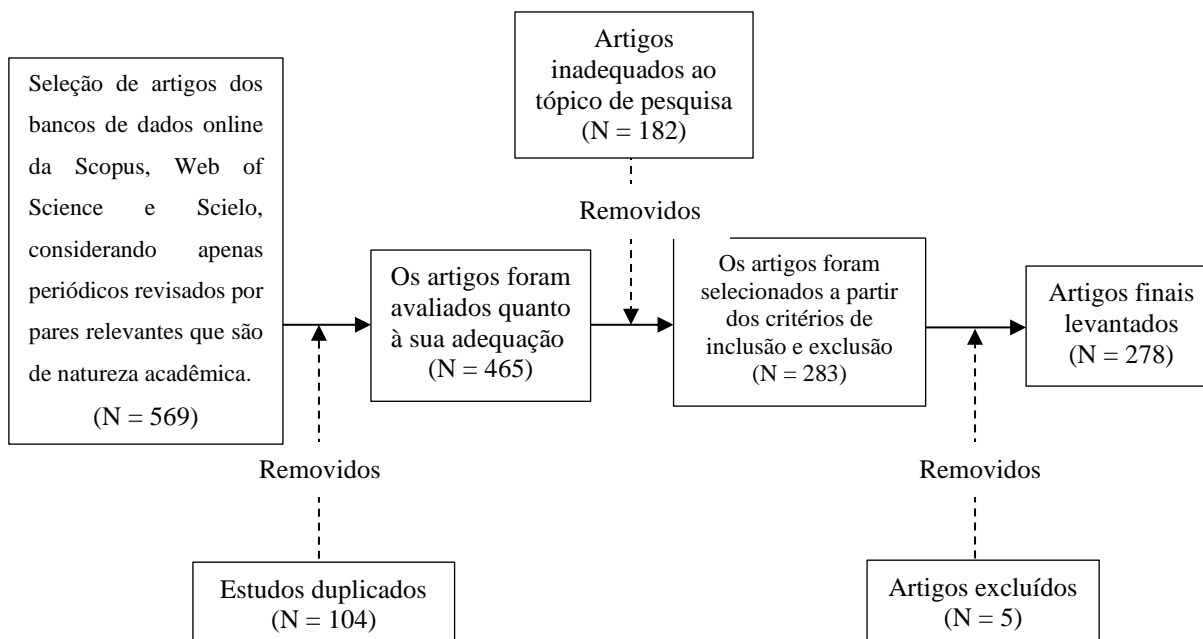 Seleção de artigos dos
bancos de dados online
da Scopus, Web of
Science e Scielo,
considerando apenas
periódicos revisados por
pares relevantes que são
de natureza acadêmica.
(N = 569)
Removidos
Estudos duplicados
(N = 104)
Os artigos foram
avaliados quanto
à sua adequação
(N = 465)
Artigos
inadequados ao
tópico de pesquisa
(N = 182)
Removidos
Os artigos foram
selecionados a partir
dos critérios de
inclusão e exclusão
(N = 283)
Removidos
Artigos excluídos
(N = 5)
Artigos finais
levantados
(N = 278)